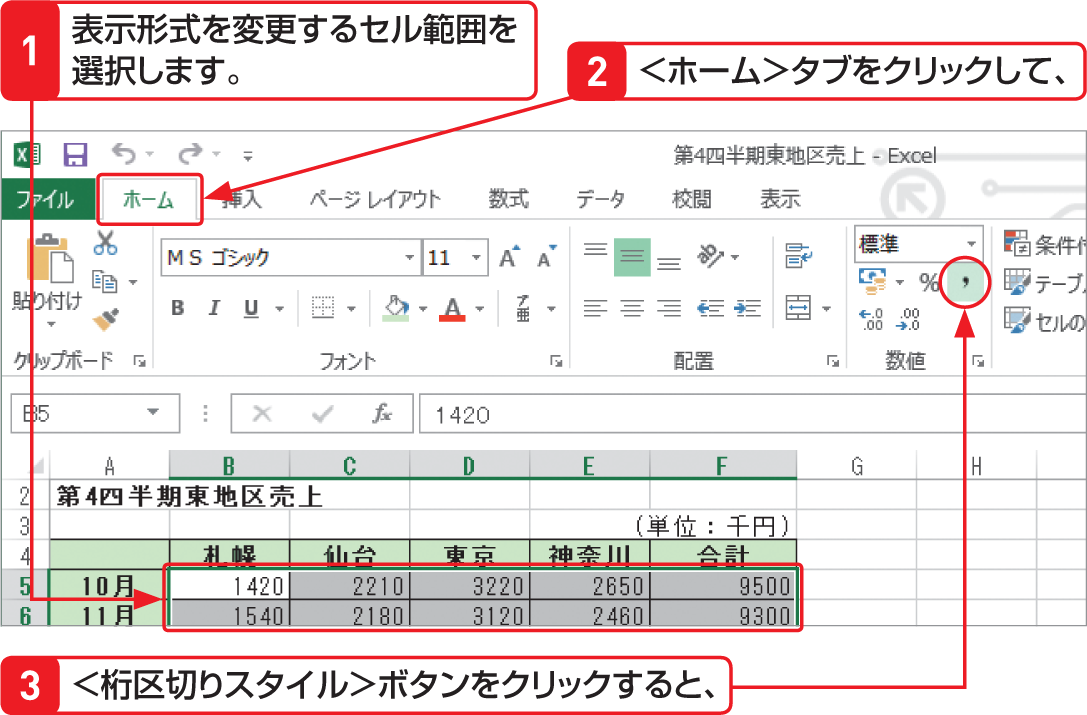 1 表示形式を変更するセル範囲を
選択します。
2 <ホーム>タブをクリックして、
第4四半期東地区売上 - Excel
ファイル ホーム 挿入 ページ レイアウト 数式 データ 校閲 表示
MS ゴシック 11 A A 標準 条件付
貼り付け B I U A 亜 % , テーブル
.00 .0 .00 .0 セルの
クリップボード フォント 配置 数値
B5 fx 1420
A B C D E F G H
2 第4四半期東地区売上
3 (単位:千円)
4 札幌 仙台 東京 神奈川 合計
5 10月 1420 2210 3220 2650 9500
6 11月 1540 2180 3120 2460 9300
3 <桁区切りスタイル>ボタンをクリックすると、